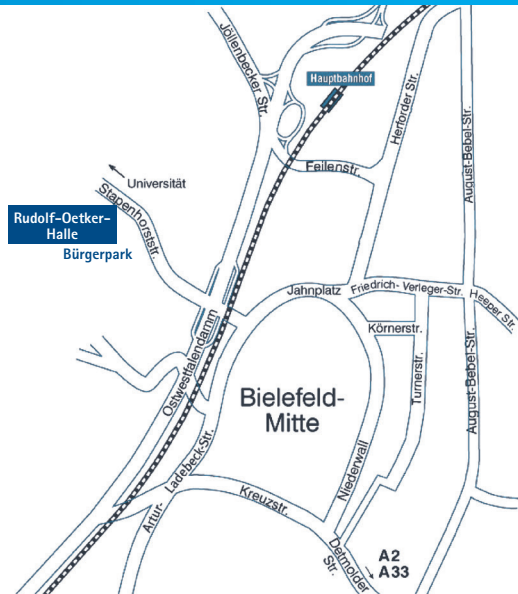 Jöllenbecker Str.
Hauptbahnhof
Herforder Str.
August-Bebel-Str.
Feilenstr.
Universität
Stapenhorststr.
Rudolf-Oetker-
Halle
Bürgerpark
Jahnplatz
Friedrich- Verleger-Str.
Heeper Str.
Körnerstr.
Ostwestfalendamm
Turnerstr.
August-Bebel-Str.
Bielefeld-
Mitte
Artur- Ladebeck-Str.
Niederwall
Kreuzstr.
Detmolder
Str.
A2
A33